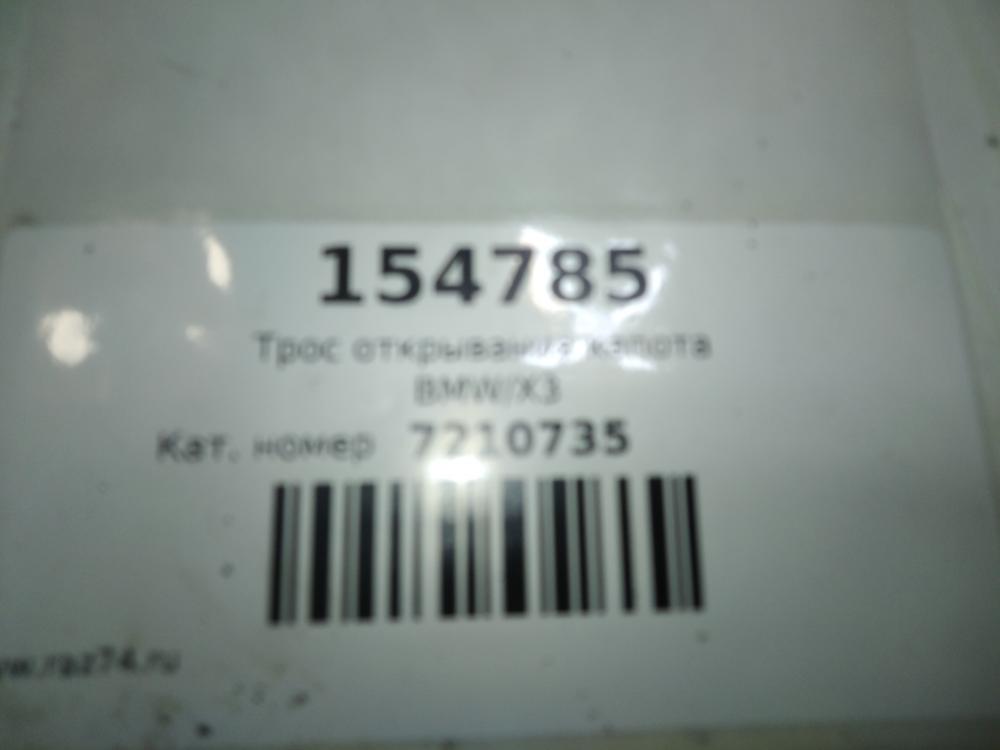 154785
Трос открывания капота
BMW/X3
Кат. номер 7210735
www.raz74.ru